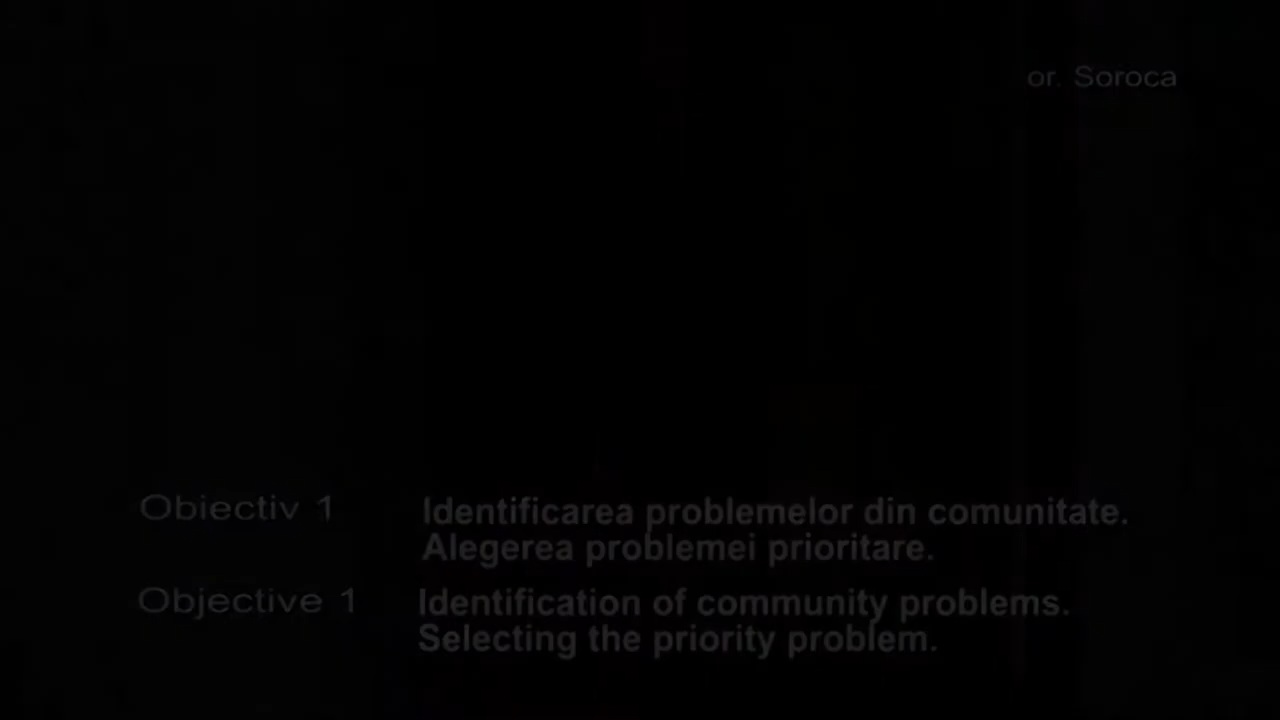 or. Soroca
Obiectiv 1
Identificarea problemelor din comunitate.
Alegerea problemei prioritare.
Objective 1
Identification of community problems.
Selecting the priority problem.